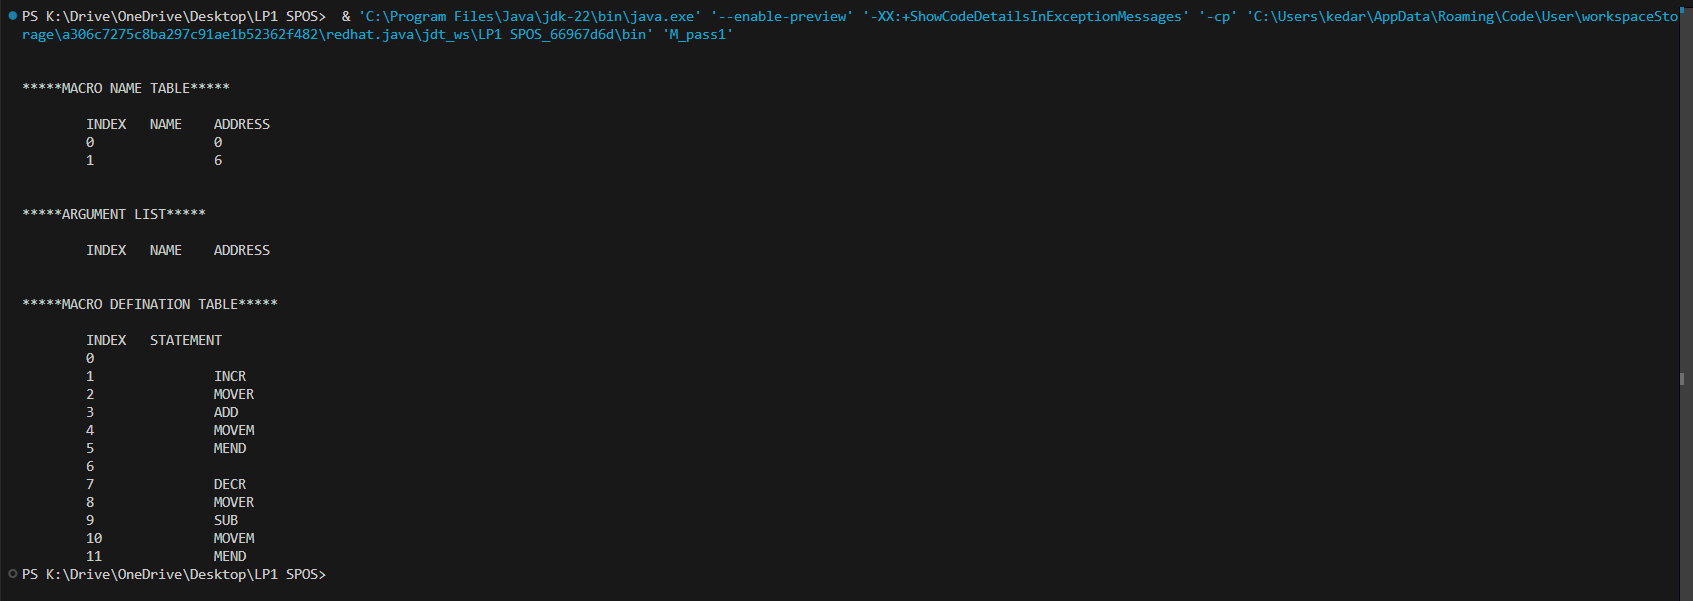 PS K:\Drive\OneDrive\Desktop\LP1 SPOS>  & 'C:\Program Files\Java\jdk-22\bin\java.exe' '--enable-preview' '-XX:+ShowCodeDetailsInExceptionMessages' '-cp' 'C:\Users\kedar\AppData\Roaming\Code\User\workspaceSto
rage\a306c7275c8ba297c91ae1b52362f482\redhat.java\jdt_ws\LP1 SPOS_66967d6d\bin' 'M_pass1'
*****MACRO NAME TABLE*****
INDEX   NAME    ADDRESS
0               0
1               6
*****ARGUMENT LIST*****
INDEX   NAME    ADDRESS
*****MACRO DEFINATION TABLE*****
INDEX   STATEMENT
0
1               INCR
2               MOVER
3               ADD
4               MOVEM
5               MEND
6
7               DECR
8               MOVER
9               SUB
10              MOVEM
11              MEND
PS K:\Drive\OneDrive\Desktop\LP1 SPOS>